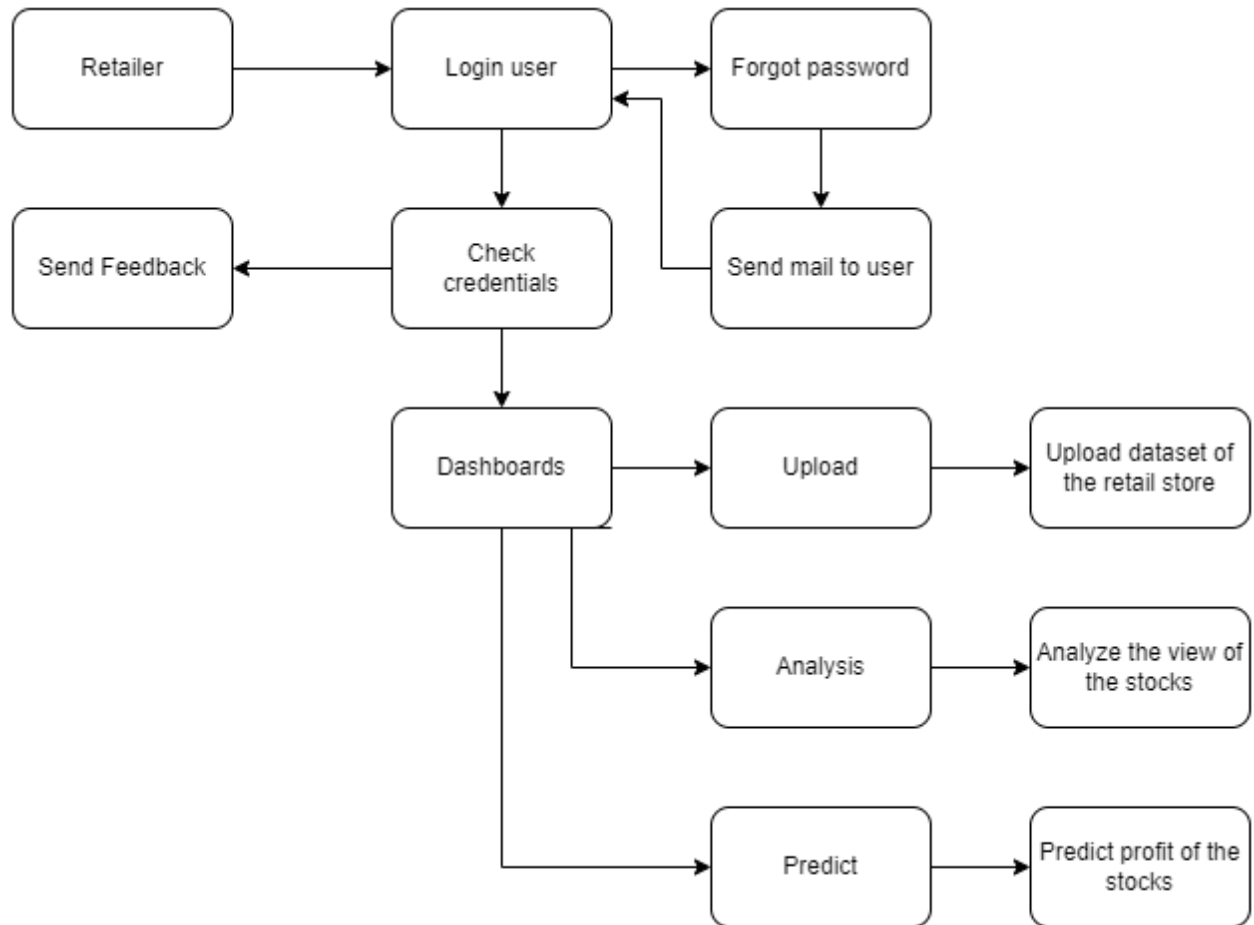 Retailer
Login user
Forgot password
Send Feedback
Check
credentials
Send mail to user
Dashboards
Upload
Upload dataset of
the retail store
Analysis
Analyze the view of
the stocks
Predict
Predict profit of the
stocks